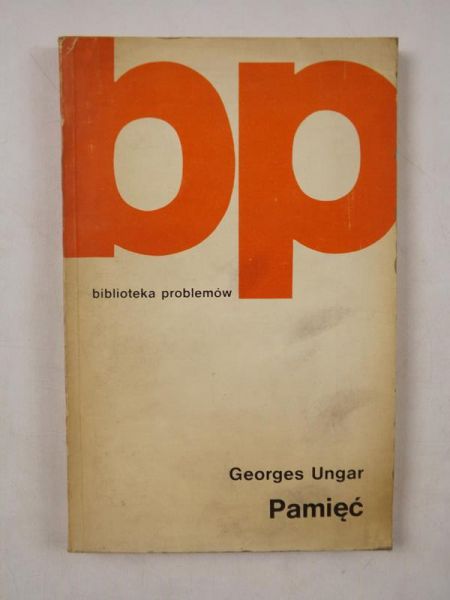 bp
biblioteka problemów
Georges Ungar
Pamięć